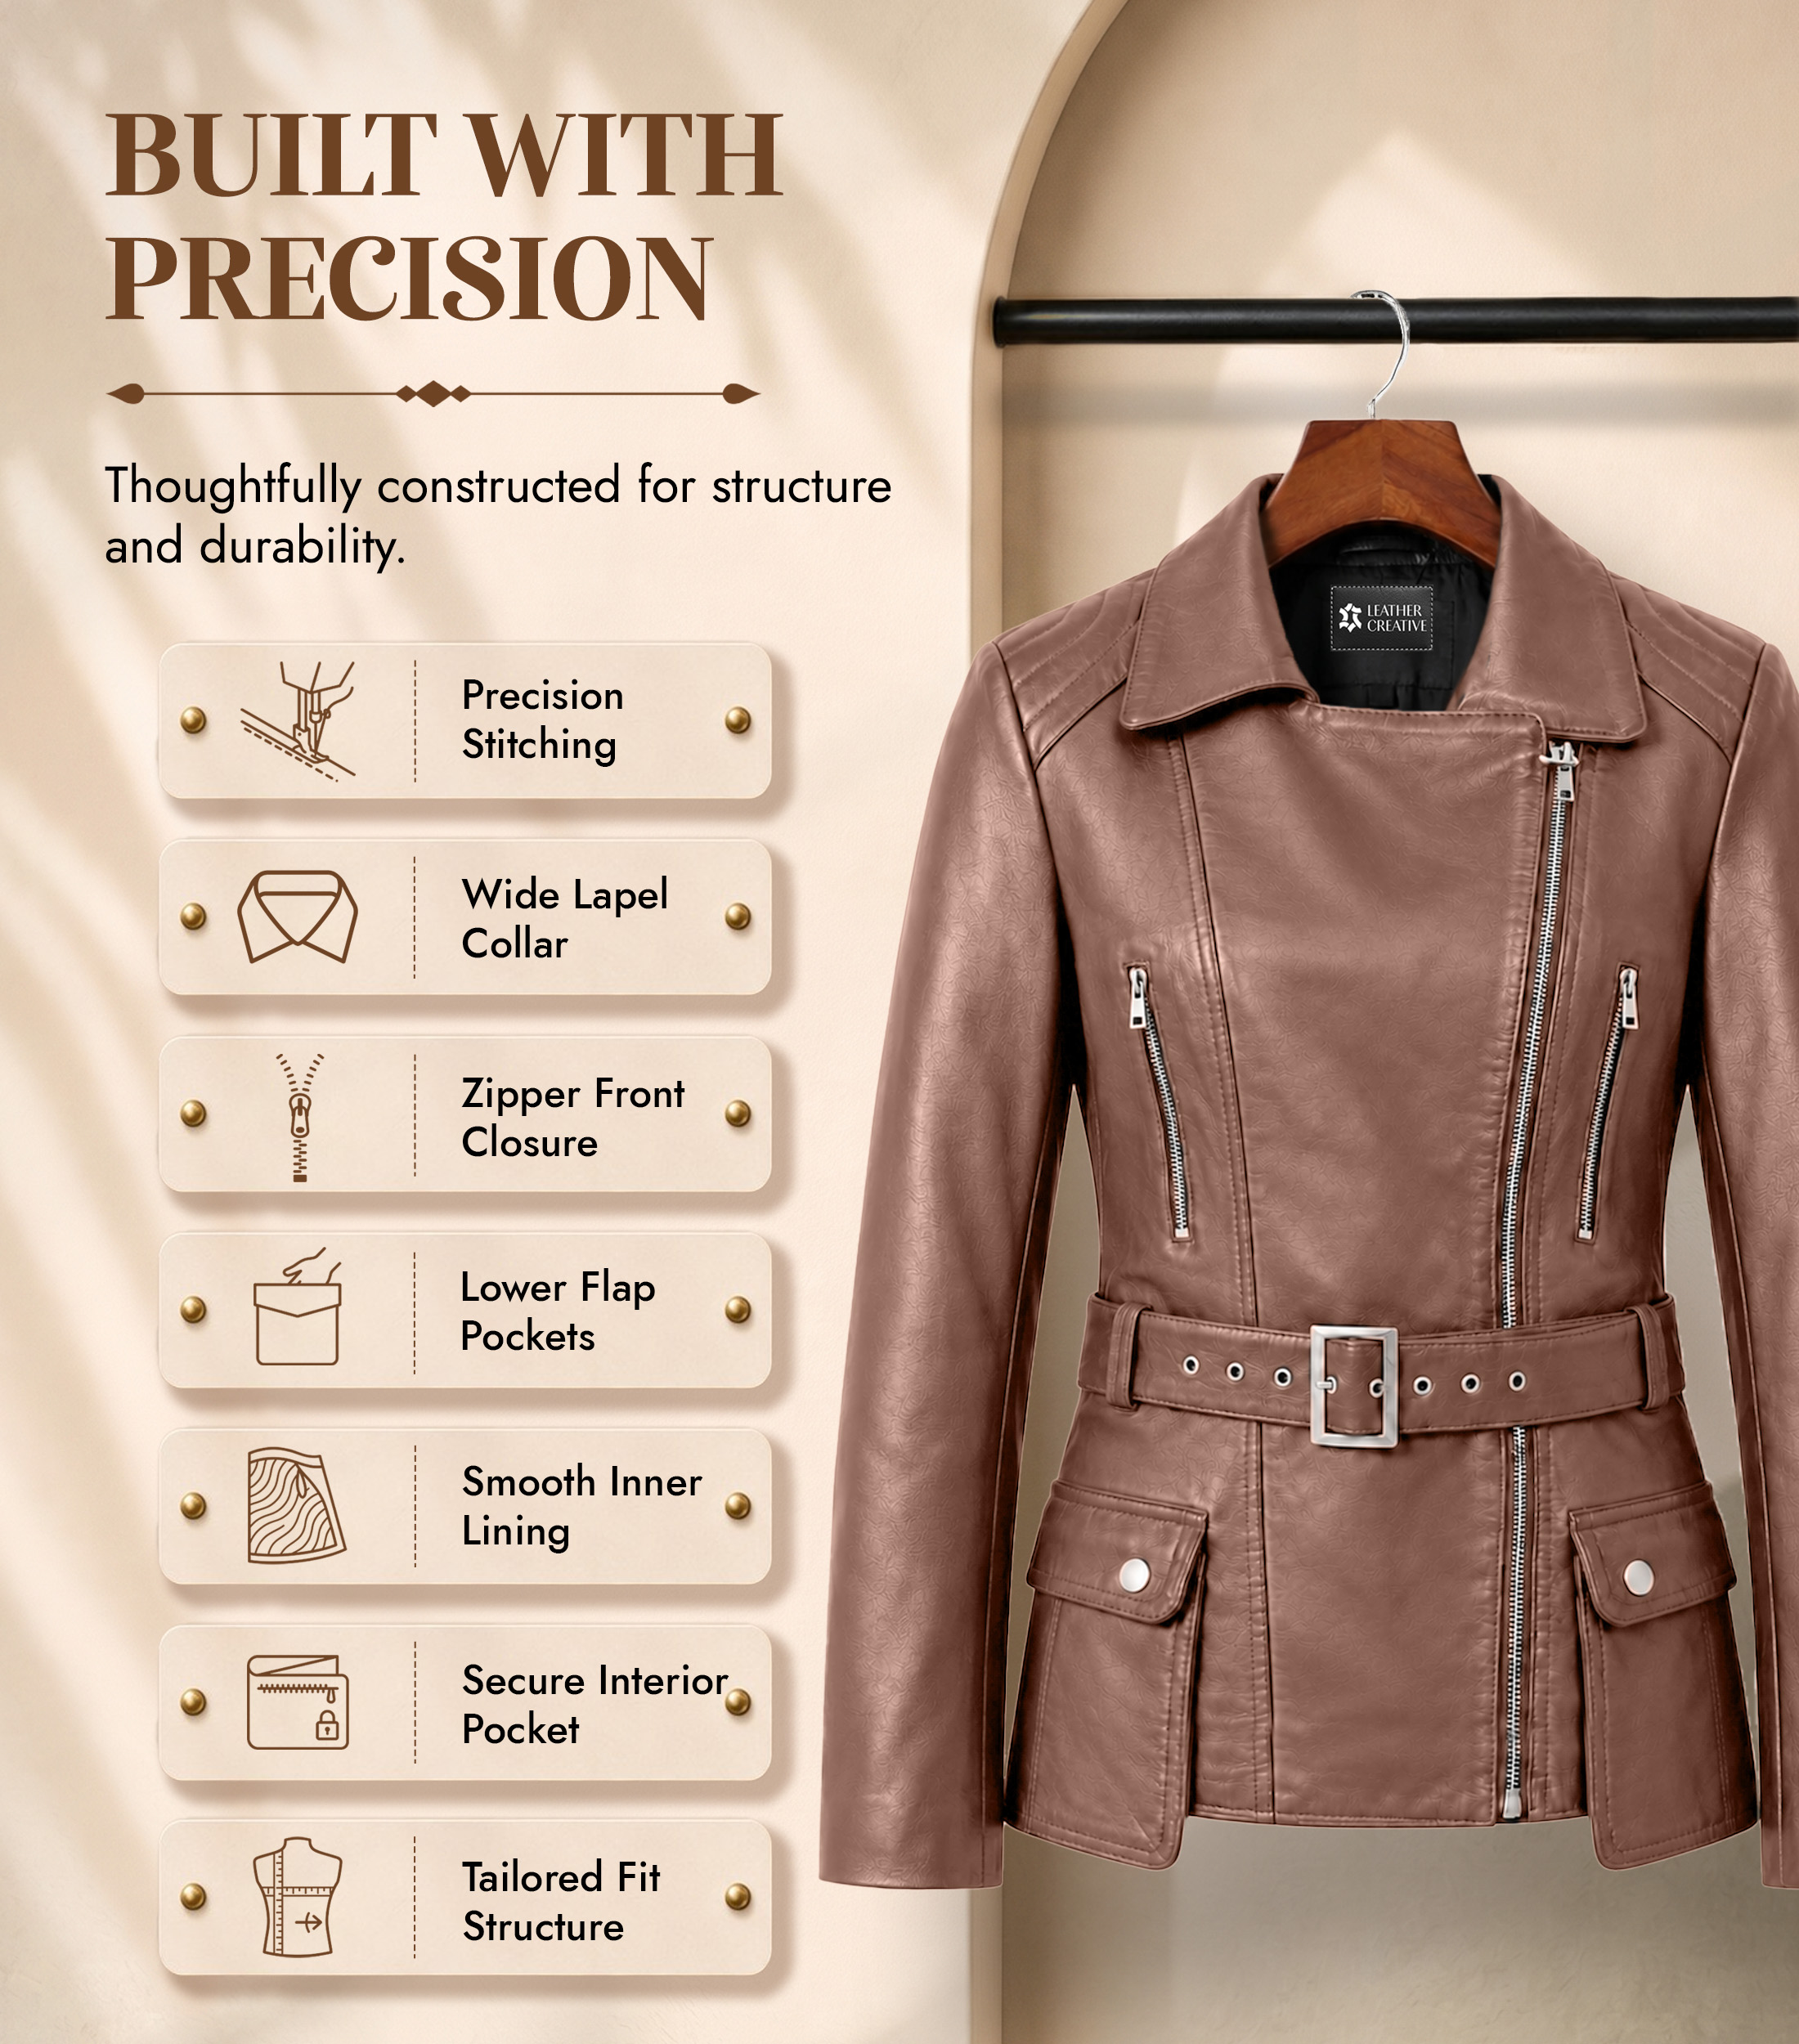 BUILT WITH
PRECISION
Thoughtfully constructed for structure
and durability.
Precision
Stitching
Wide Lapel
Collar
Zipper Front
Closure
Lower Flap
Pockets
Smooth Inner
Lining
Secure Interior
Pocket
Tailored Fit
Structure
LEATHER
CREATIVE